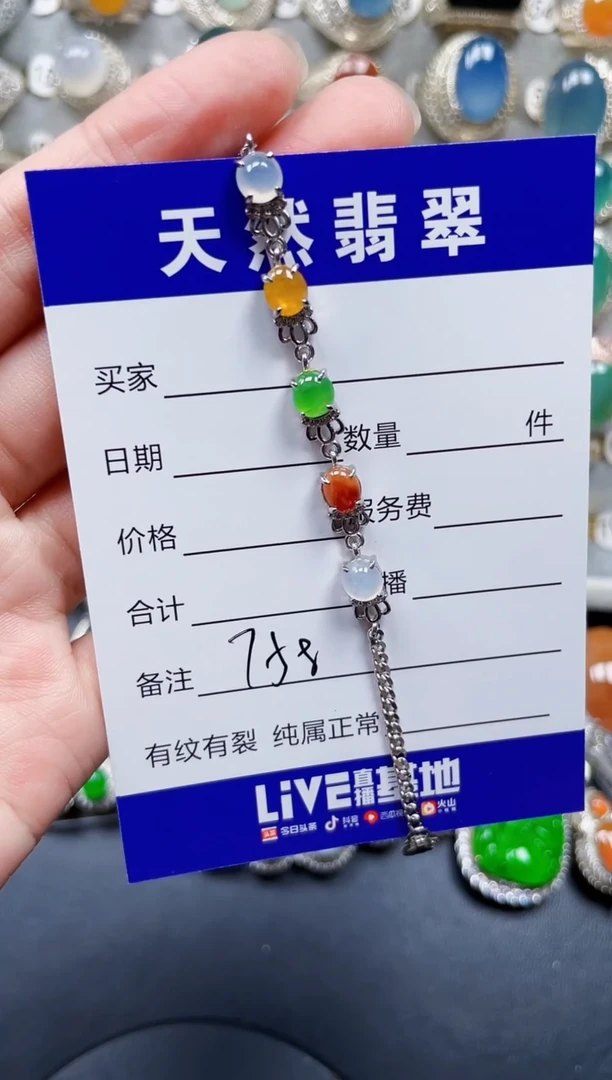 天然翡翠
买家
日期 数量 件
价格 服务费
合计 播
备注
有纹有裂 纯属正常
LiVE直播基地
头条 今日头条 抖音 火山